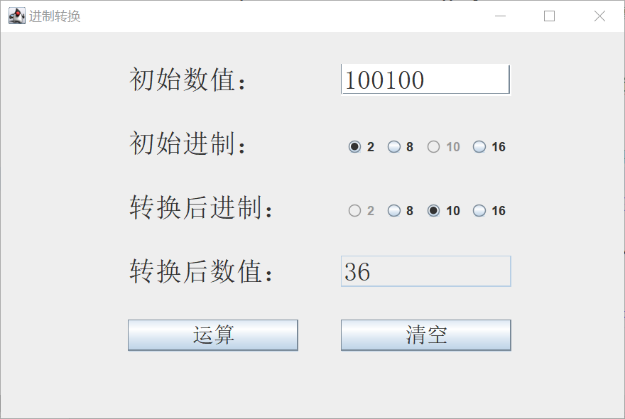 进制转换
初始数值： 100100
初始进制： 2 8 10 16
转换后进制： 2 8 10 16
转换后数值： 36
运算 清空